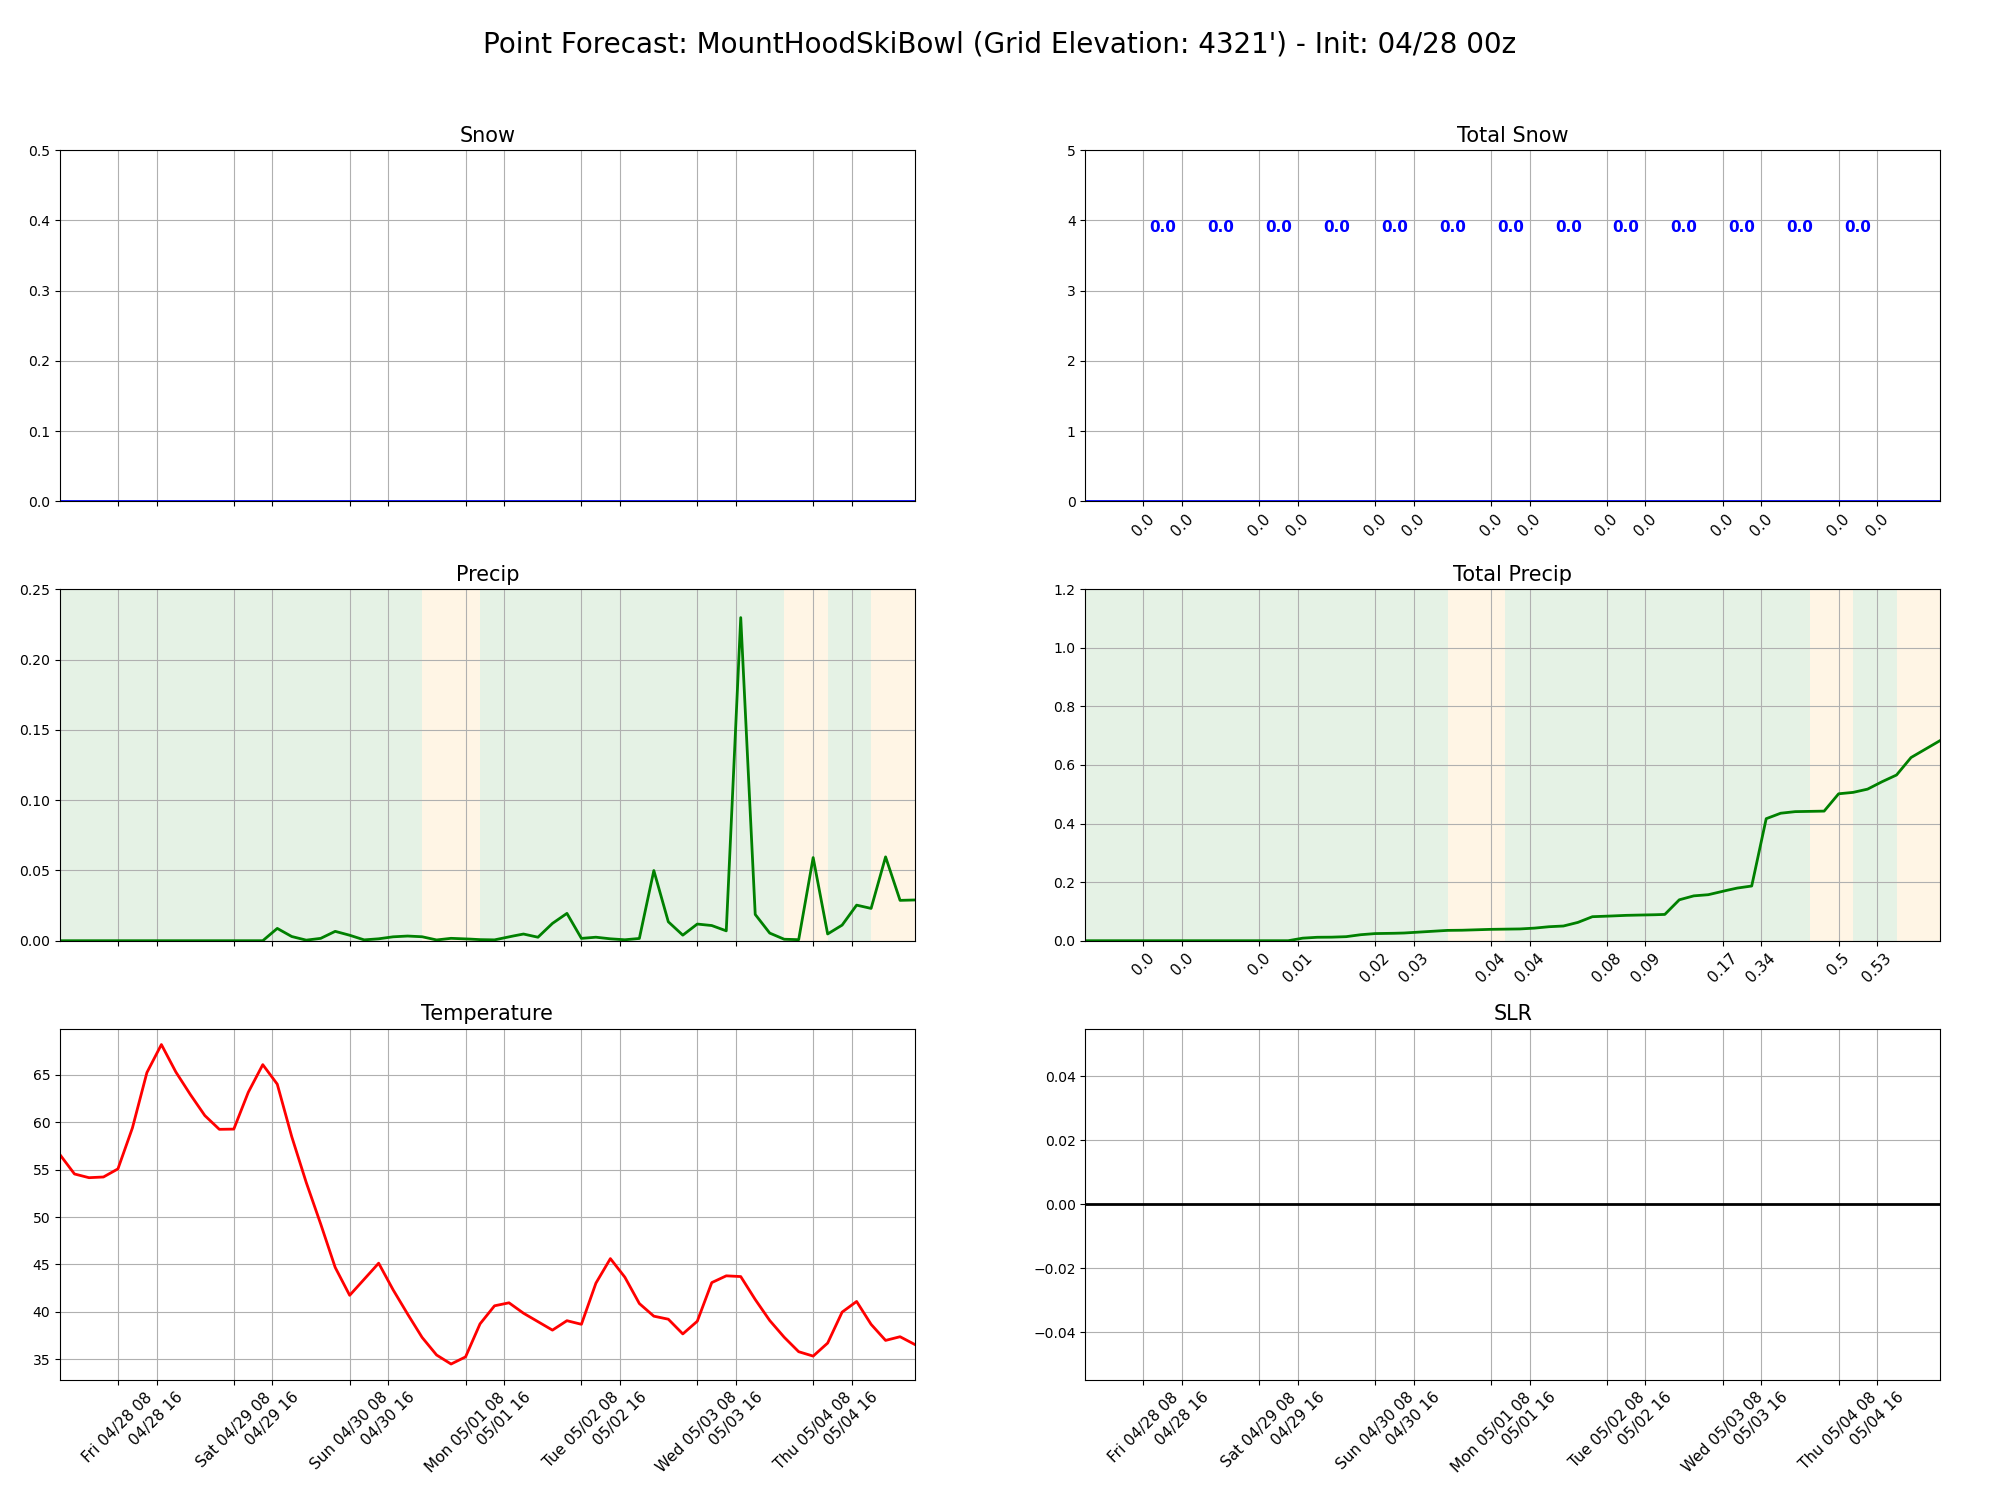 Point Forecast: MountHoodSkiBowl (Grid Elevation: 4321') - Init: 04/28 00z
Snow
0.5
0.4
0.3
0.2
0.1
0.0
Total Snow
5
4
3
2
1
0
0.0 0.0 0.0 0.0 0.0 0.0 0.0 0.0 0.0 0.0 0.0 0.0 0.0
0.0 0.0 0.0 0.0 0.0 0.0 0.0 0.0 0.0 0.0 0.0 0.0 0.0 0.0
Precip
0.25
0.20
0.15
0.10
0.05
0.00
Total Precip
1.2
1.0
0.8
0.6
0.4
0.2
0.0
0.0 0.0 0.0 0.01 0.02 0.03 0.04 0.04 0.08 0.09 0.17 0.34 0.5 0.53
Temperature
65
60
55
50
45
40
35
Fri 04/28 08
04/28 16
Sat 04/29 08
04/29 16
Sun 04/30 08
04/30 16
Mon 05/01 08
05/01 16
Tue 05/02 08
05/02 16
Wed 05/03 08
05/03 16
Thu 05/04 08
05/04 16
SLR
0.04
0.02
0.00
−0.02
−0.04
Fri 04/28 08
04/28 16
Sat 04/29 08
04/29 16
Sun 04/30 08
04/30 16
Mon 05/01 08
05/01 16
Tue 05/02 08
05/02 16
Wed 05/03 08
05/03 16
Thu 05/04 08
05/04 16